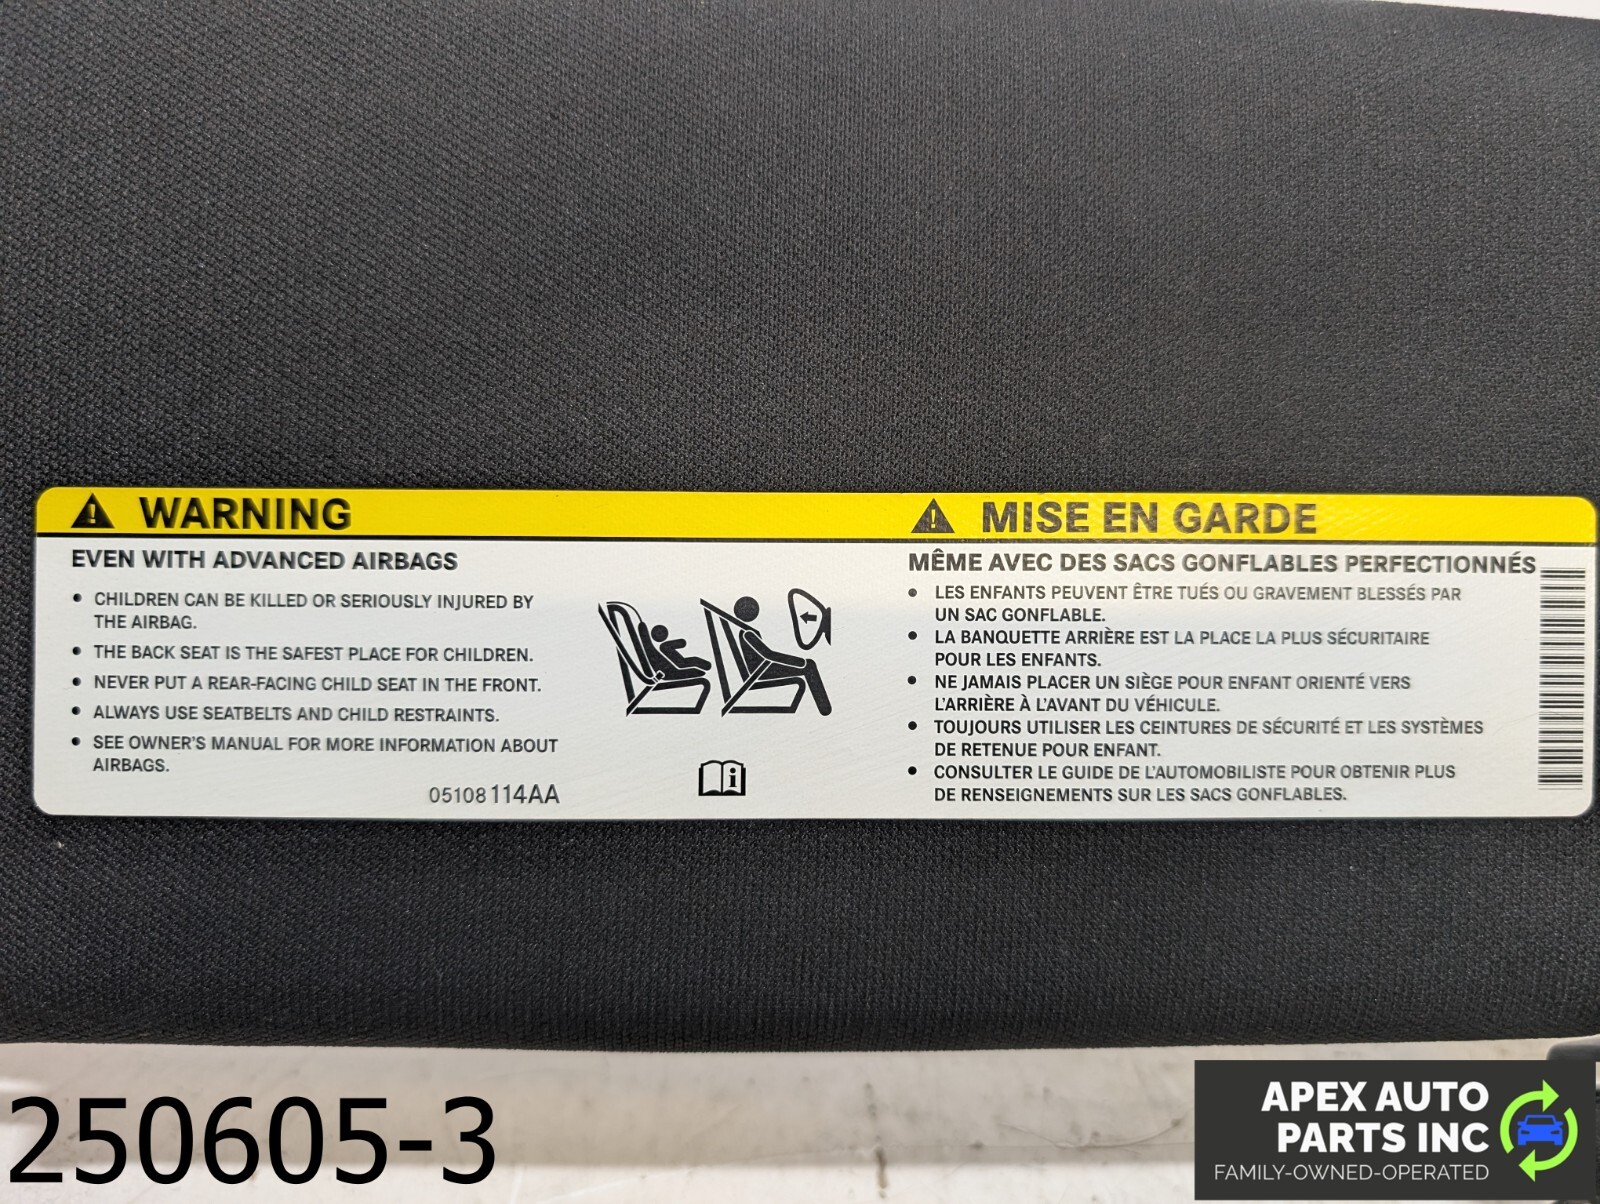 WARNING
EVEN WITH ADVANCED AIRBAGS
• CHILDREN CAN BE KILLED OR SERIOUSLY INJURED BY
THE AIRBAG.
• THE BACK SEAT IS THE SAFEST PLACE FOR CHILDREN.
• NEVER PUT A REAR-FACING CHILD SEAT IN THE FRONT.
• ALWAYS USE SEATBELTS AND CHILD RESTRAINTS.
• SEE OWNER'S MANUAL FOR MORE INFORMATION ABOUT
AIRBAGS.
05108114AA
MISE EN GARDE
MÊME AVEC DES SACS GONFLABLES PERFECTIONNÉS
• LES ENFANTS PEUVENT ÊTRE TUÉS OU GRAVEMENT BLESSÉS PAR
UN SAC GONFLABLE.
• LA BANQUETTE ARRIÈRE EST LA PLACE LA PLUS SÉCURITAIRE
POUR LES ENFANTS.
• NE JAMAIS PLACER UN SIÈGE POUR ENFANT ORIENTÉ VERS
L'ARRIÈRE À L'AVANT DU VÉHICULE.
• TOUJOURS UTILISER LES CEINTURES DE SÉCURITÉ ET LES SYSTÈMES
DE RETENUE POUR ENFANT.
• CONSULTER LE GUIDE DE L'AUTOMOBILISTE POUR OBTENIR PLUS
DE RENSEIGNEMENTS SUR LES SACS GONFLABLES.
250605-3
APEX AUTO
PARTS INC
FAMILY-OWNED-OPERATED